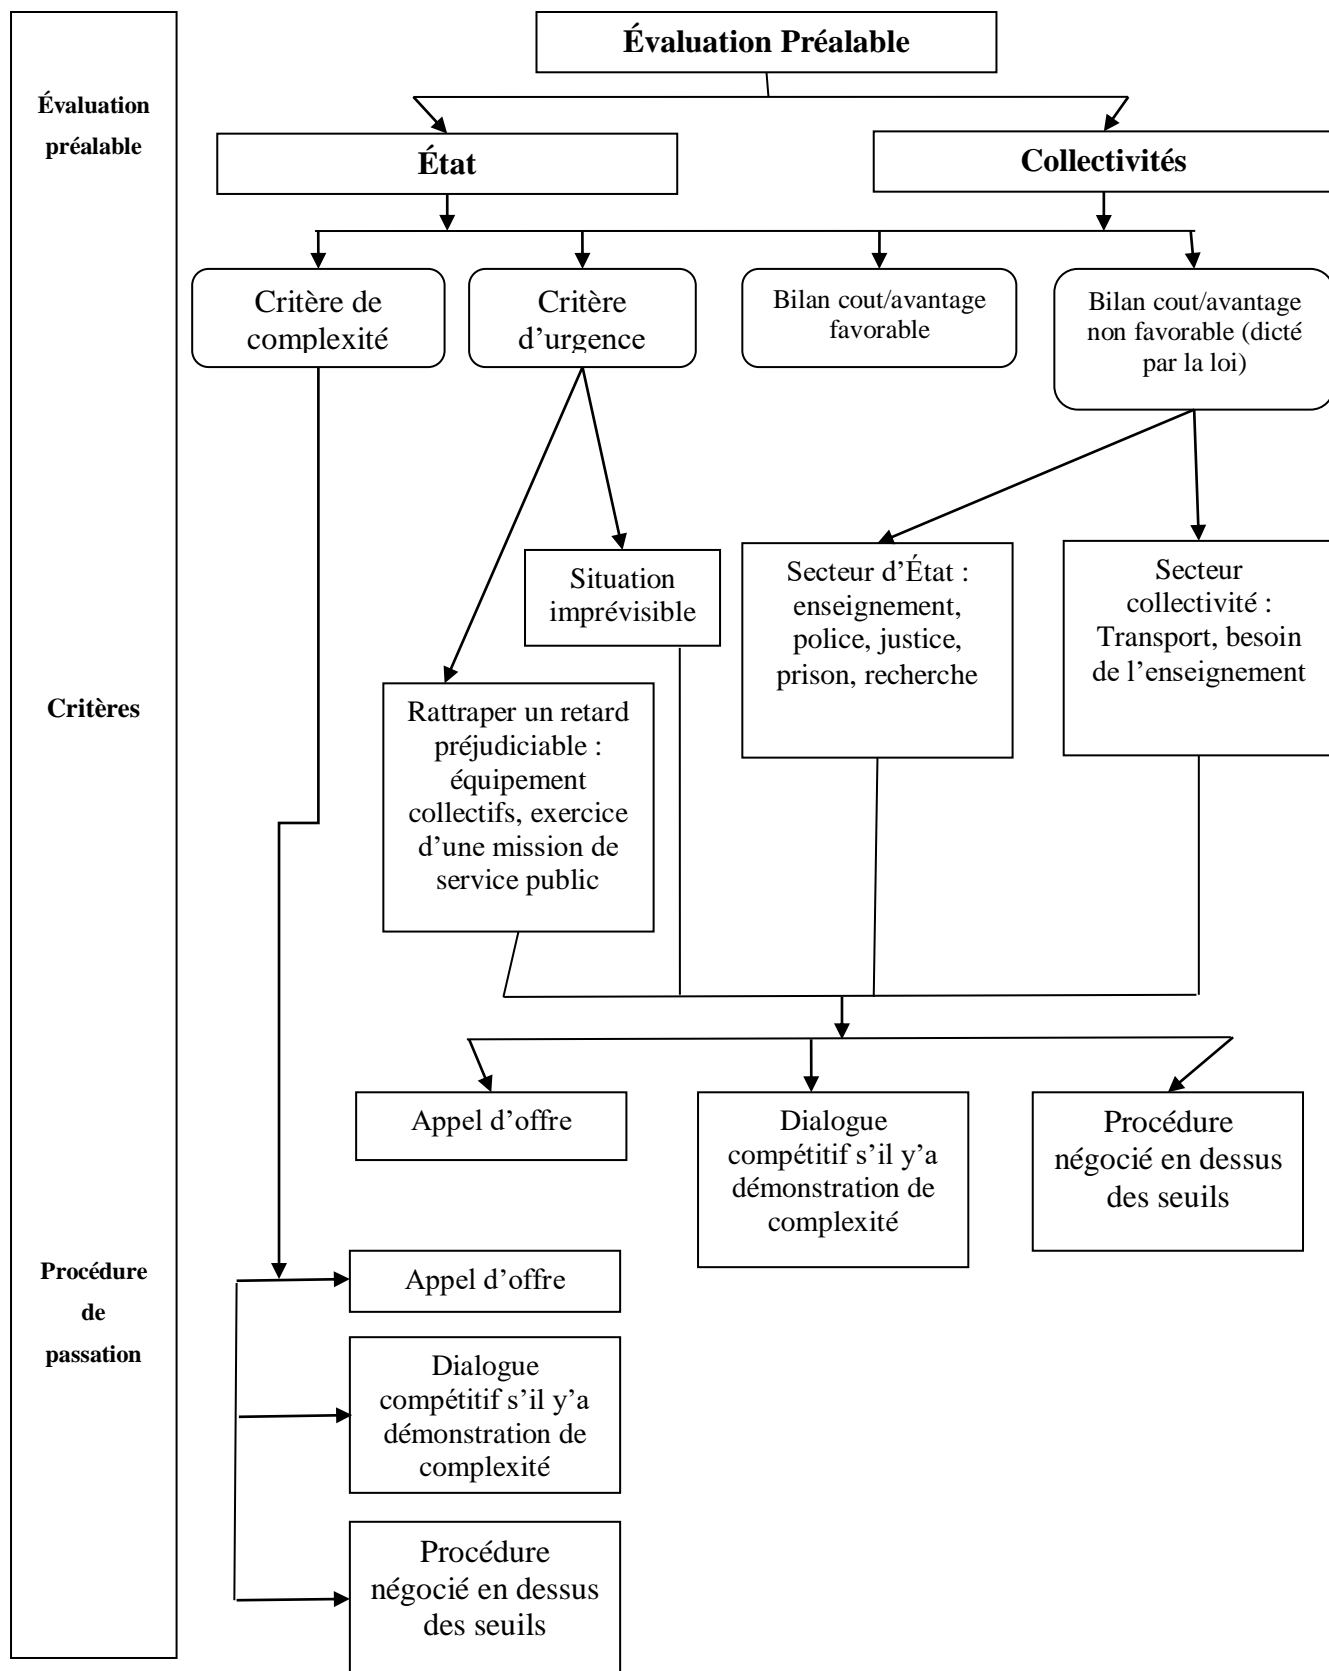 Évaluation Préalable
Évaluation
préalable
État
Collectivités
Critère de
complexité
Critère
d’urgence
Bilan cout/avantage
favorable
Bilan cout/avantage
non favorable (dicté
par la loi)
Situation
imprévisible
Secteur d’État :
enseignement,
police, justice,
prison, recherche
Secteur
collectivité :
Transport, besoin
de l’enseignement
Critères
Rattraper un retard
préjudiciable :
équipement
collectifs, exercice
d’une mission de
service public
Appel d’offre
Dialogue
compétitif s’il y’a
démonstration de
complexité
Procédure
négocié en dessus
des seuils
Procédure
de
passation
Appel d’offre
Dialogue
compétitif s’il y’a
démonstration de
complexité
Procédure
négocié en dessus
des seuils